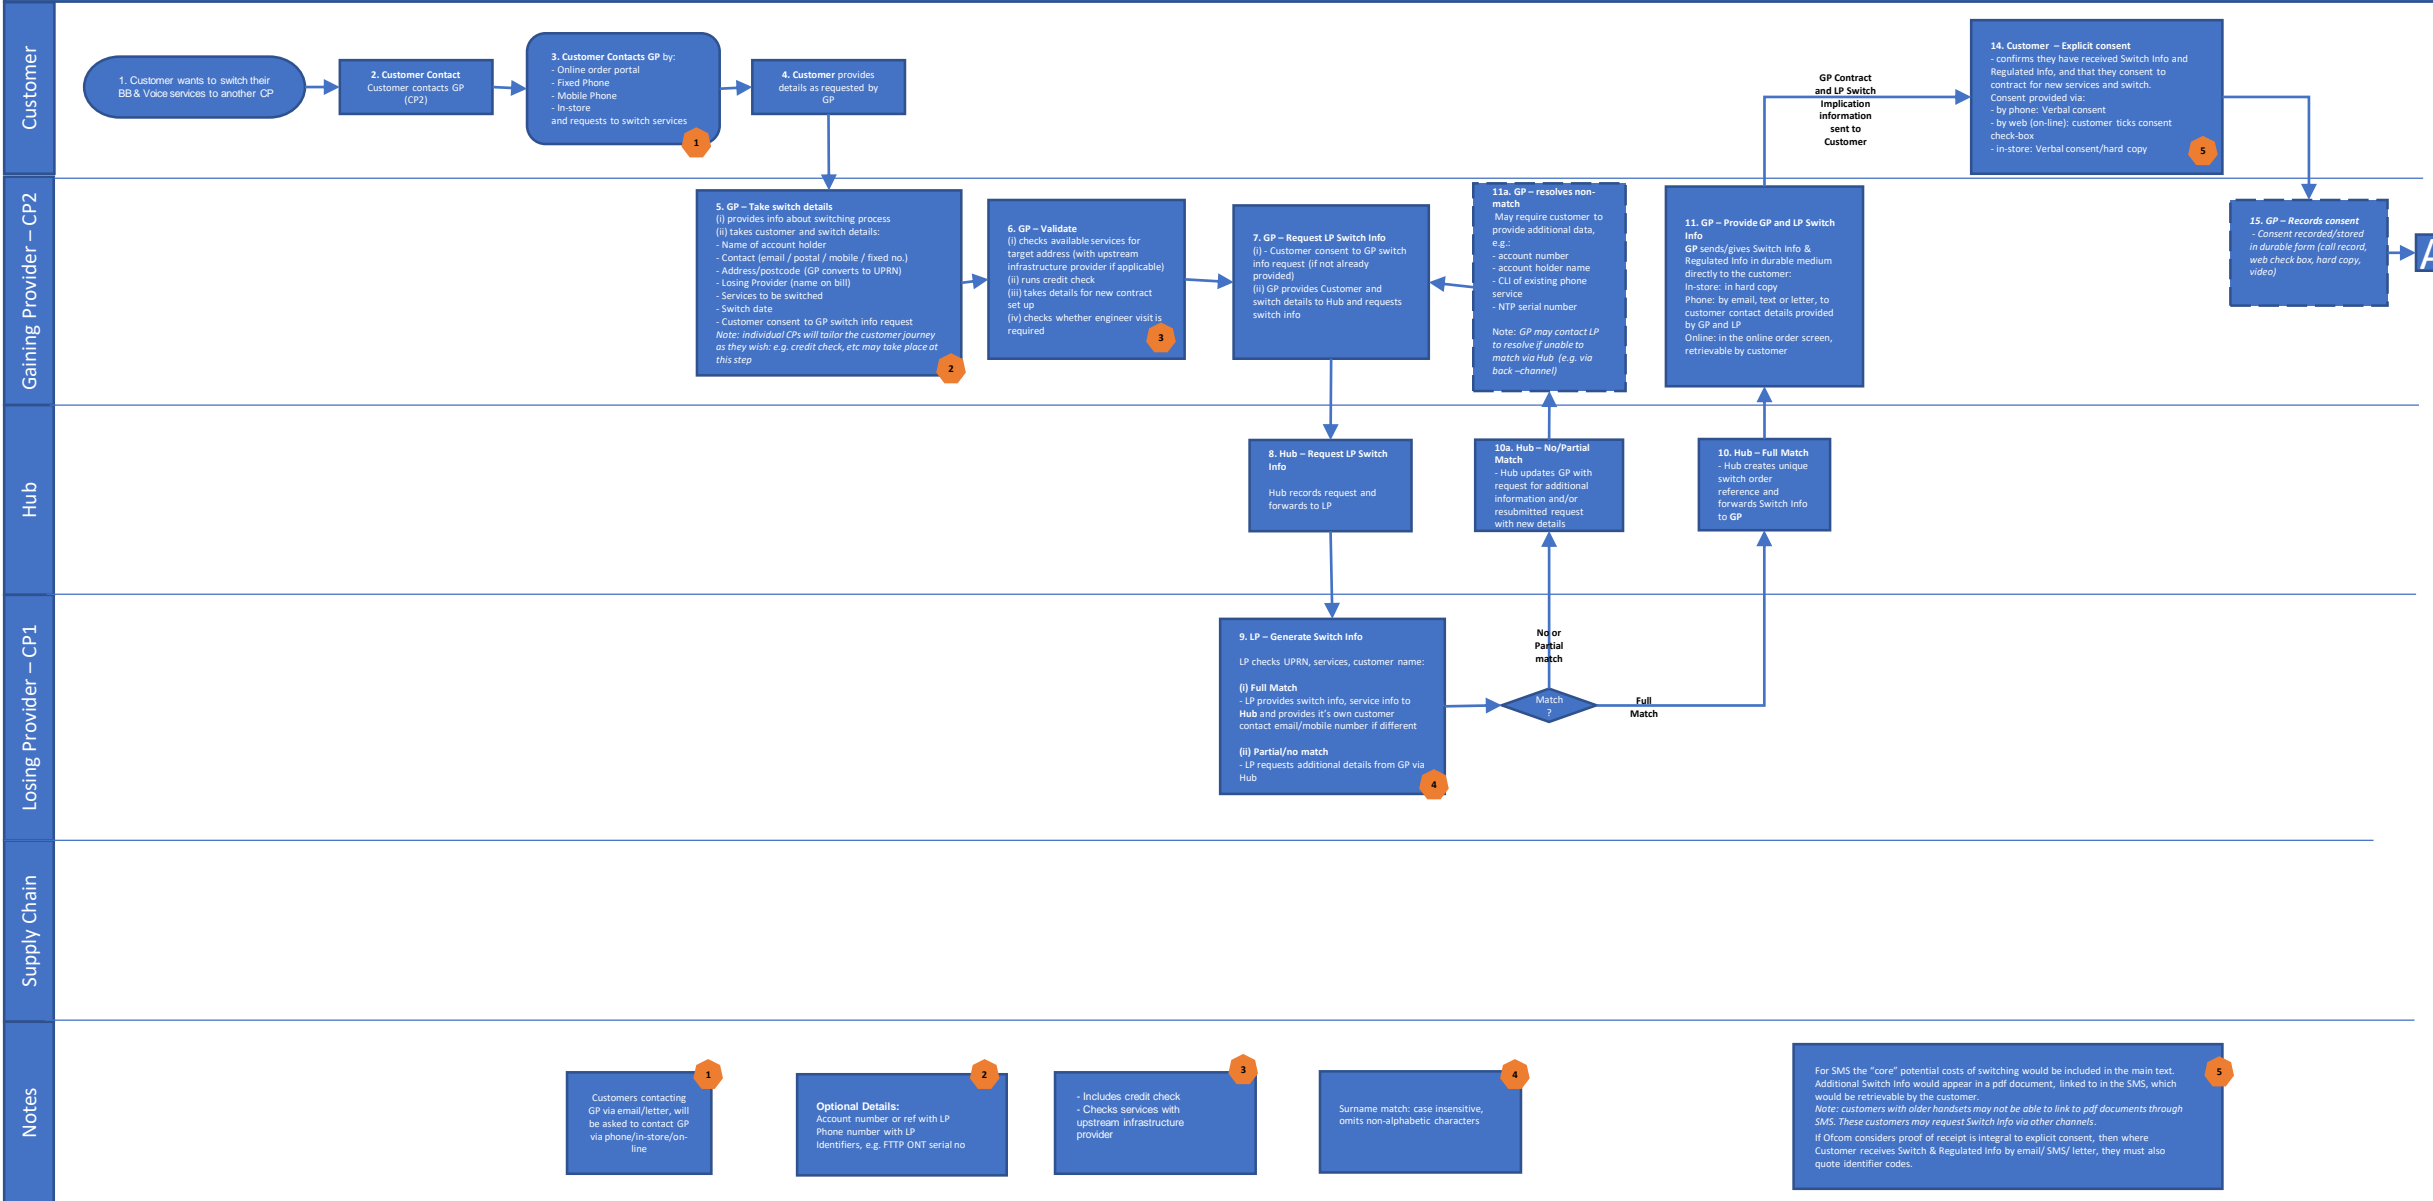 Customer
1. Customer wants to switch their
BB & Voice services to another CP
2. Customer Contact
Customer contacts GP
(CP2)
3. Customer Contacts GP by:
- Online order portal
- Fixed Phone
- Mobile Phone
- In-store
and requests to switch services
1
4. Customer provides
details as requested by
GP
GP Contract
and LP Switch
Implication
information
sent to
Customer
14. Customer – Explicit consent
- confirms they have received Switch Info and
Regulated Info, and that they consent to
contract for new services and switch.
Consent provided via:
- by phone: Verbal consent
- by web (on-line): customer ticks consent
check-box
- in-store: Verbal consent/hard copy
5
Gaining Provider – CP2
5. GP – Take switch details
(i) provides info about switching process
(ii) takes customer and switch details:
- Name of account holder
- Contact (email / postal / mobile / fixed no.)
- Address/postcode (GP converts to UPRN)
- Losing Provider (name on bill)
- Services to be switched
- Switch date
- Customer consent to GP switch info request
Note: individual CPs will tailor the customer journey
as they wish: e.g. credit check, etc may take place at
this step
2
6. GP – Validate
(i) checks available services for
target address (with upstream
infrastructure provider if applicable)
(ii) runs credit check
(iii) takes details for new contract
set up
(iv) checks whether engineer visit is
required
3
7. GP – Request LP Switch Info
(i) - Customer consent to GP switch
info request (if not already
provided)
(ii) GP provides Customer and
switch details to Hub and requests
switch info
11a. GP – resolves non-
match
May require customer to
provide additional data,
e.g.:
- account number
- account holder name
- CLI of existing phone
service
- NTP serial number
Note: GP may contact LP
to resolve if unable to
match via Hub (e.g. via
back –channel)
11. GP – Provide GP and LP Switch
Info
GP sends/gives Switch Info &
Regulated Info in durable medium
directly to the customer:
In-store: in hard copy
Phone: by email, text or letter, to
customer contact details provided
by GP and LP
Online: in the online order screen,
retrievable by customer
15. GP – Records consent
- Consent recorded/stored
in durable form (call record,
web check box, hard copy,
video)
A
Hub
8. Hub – Request LP Switch
Info
Hub records request and
forwards to LP
10a. Hub – No/Partial
Match
- Hub updates GP with
request for additional
information and/or
resubmitted request
with new details
10. Hub – Full Match
- Hub creates unique
switch order
reference and
forwards Switch Info
to GP
Losing Provider – CP1
9. LP – Generate Switch Info
LP checks UPRN, services, customer name:
(i) Full Match
- LP provides switch info, service info to
Hub and provides it's own customer
contact email/mobile number if different
(ii) Partial/no match
- LP requests additional details from GP via
Hub
4
No or
Partial
match
Match
?
Full
Match
Supply Chain
Notes
1
Customers contacting
GP via email/letter, will
be asked to contact GP
via phone/in-store/on-
line
2
Optional Details:
Account number or ref with LP
Phone number with LP
Identifiers, e.g. FTTP ONT serial no
3
- Includes credit check
- Checks services with
upstream infrastructure
provider
4
Surname match: case insensitive,
omits non-alphabetic characters
5
For SMS the “core” potential costs of switching would be included in the main text.
Additional Switch Info would appear in a pdf document, linked to in the SMS, which
would be retrievable by the customer.
Note: customers with older handsets may not be able to link to pdf documents through
SMS. These customers may request Switch Info via other channels.
If Ofcom considers proof of receipt is integral to explicit consent, then where
Customer receives Switch & Regulated Info by email/ SMS/ letter, they must also
quote identifier codes.